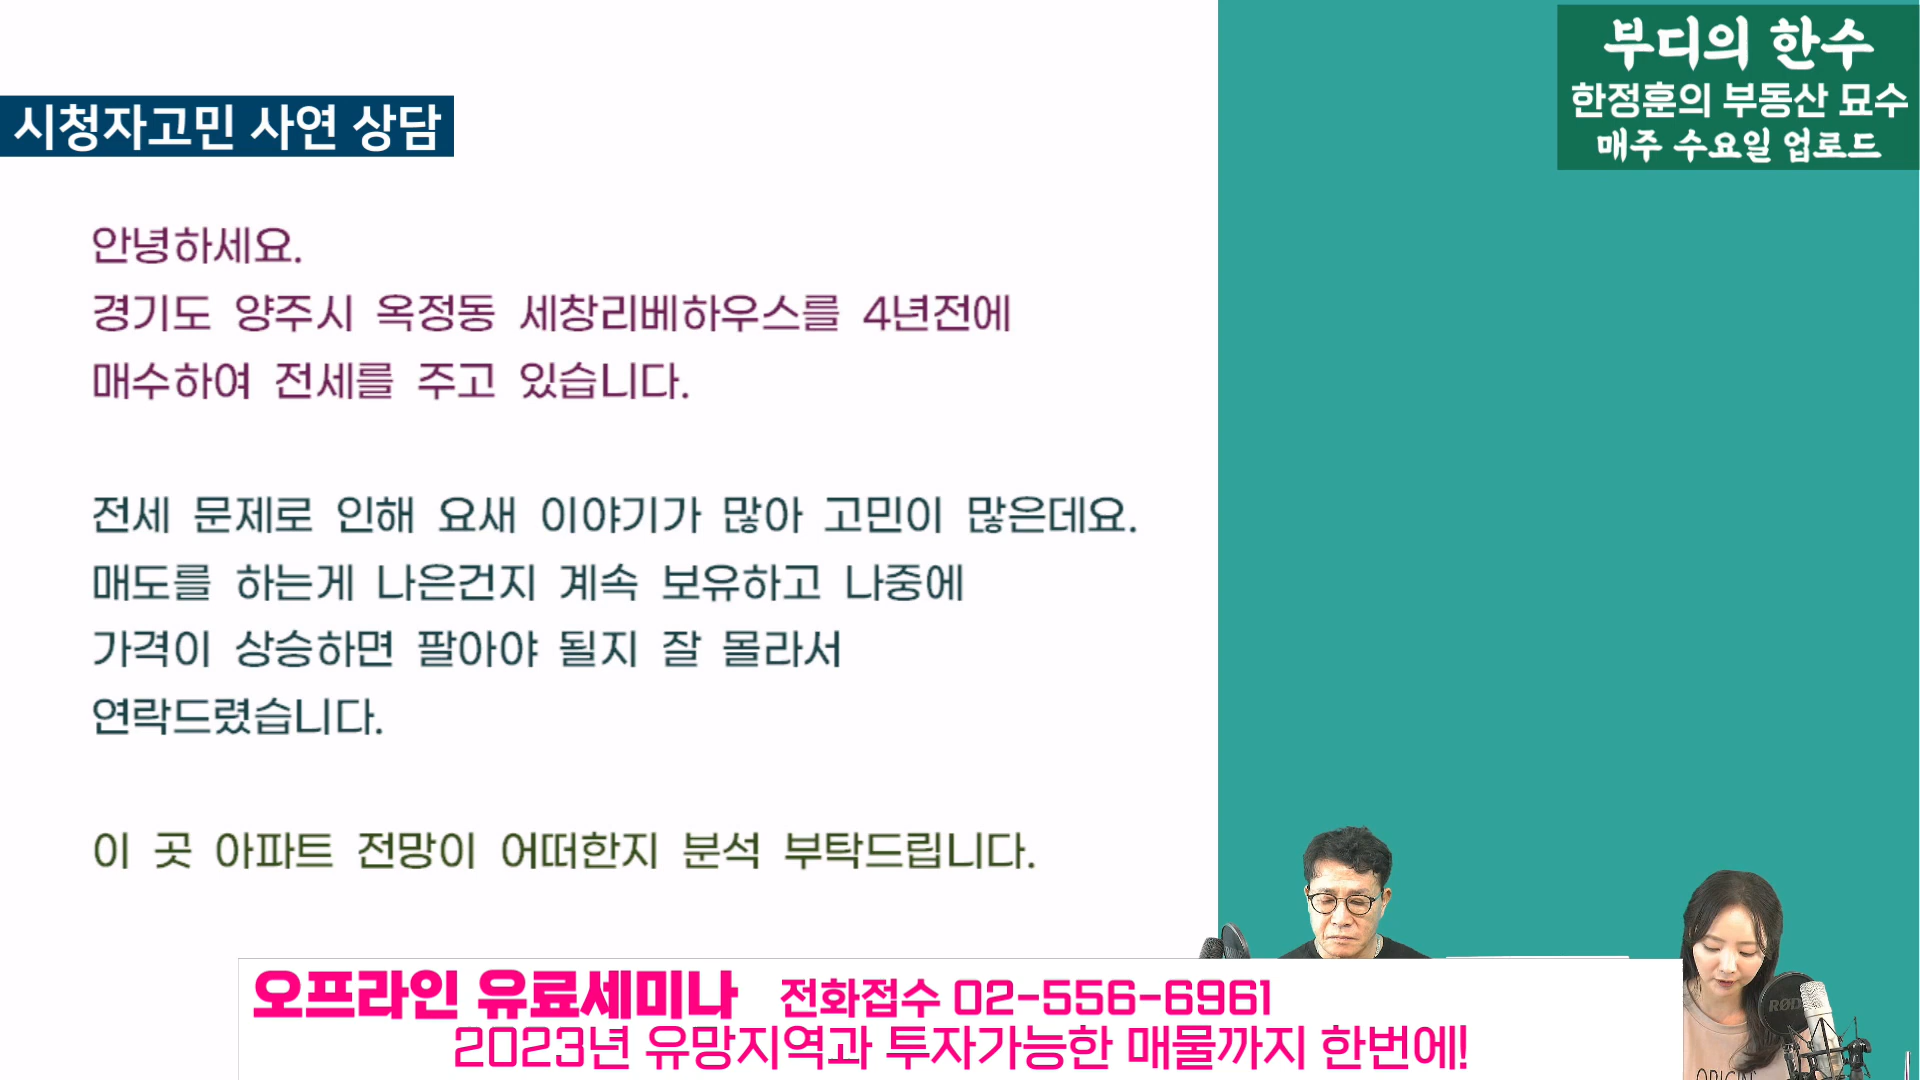 부디의 한수
한정훈의 부동산 묘수
매주 수요일 업로드
시청자고민 사연 상담
안녕하세요.
경기도 양주시 옥정동 세창리베하우스를 4년전에
매수하여 전세를 주고 있습니다.
전세 문제로 인해 요새 이야기가 많아 고민이 많은데요.
매도를 하는게 나은건지 계속 보유하고 나중에
가격이 상승하면 팔아야 될지 잘 몰라서
연락드렸습니다.
이 곳 아파트 전망이 어떠한지 분석 부탁드립니다.
오프라인 유료세미나 전화접수 02-556-6961
2023년 유망지역과 투자가능한 매물까지 한번에!
RØDE
ORIGIN